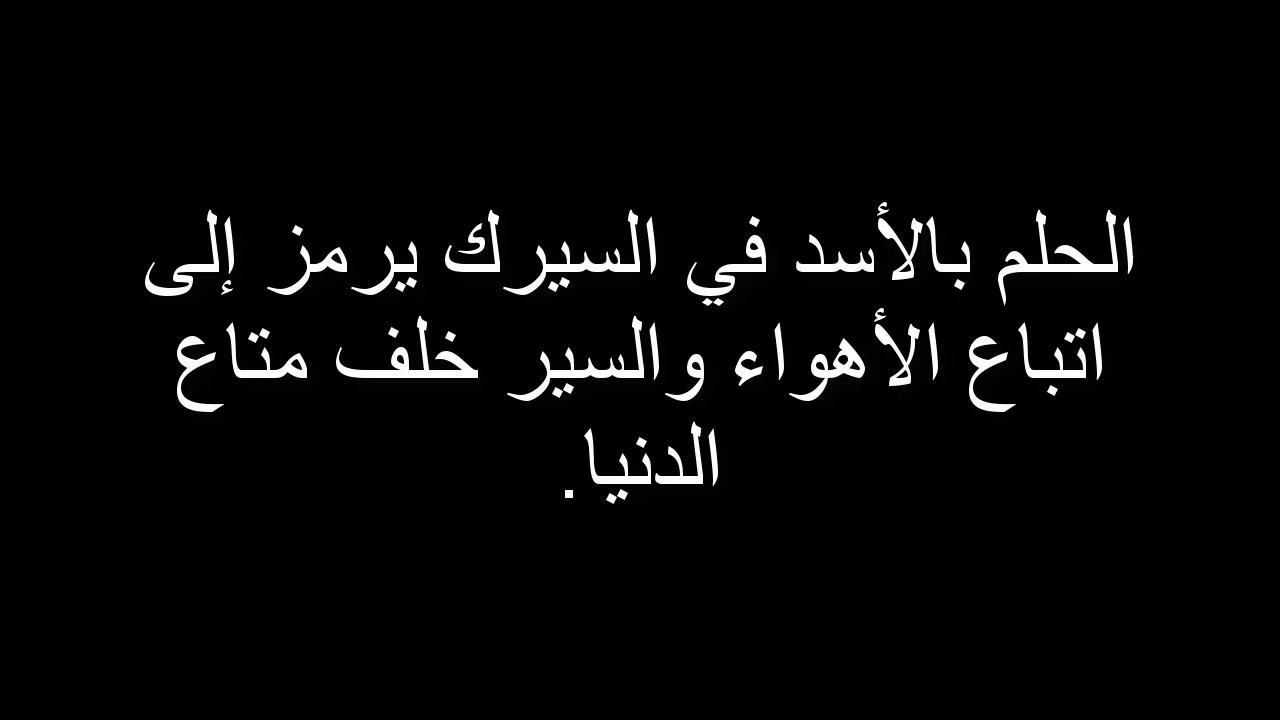 الحلم بالأسد في السيرك يرمز إلى
اتباع الأهواء والسير خلف متاع
الدنيا.